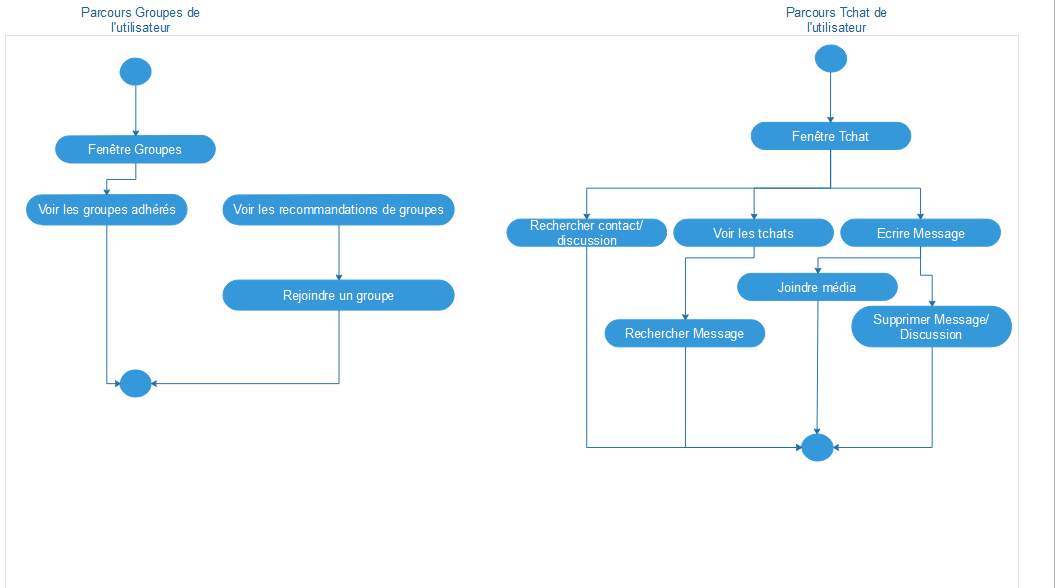 Parcours Groupes de
l'utilisateur
Fenêtre Groupes
Voir les groupes adhérés
Voir les recommandations de groupes
Rejoindre un groupe
Parcours Tchat de
l'utilisateur
Fenêtre Tchat
Rechercher contact/
discussion
Voir les tchats
Ecrire Message
Joindre média
Rechercher Message
Supprimer Message/
Discussion